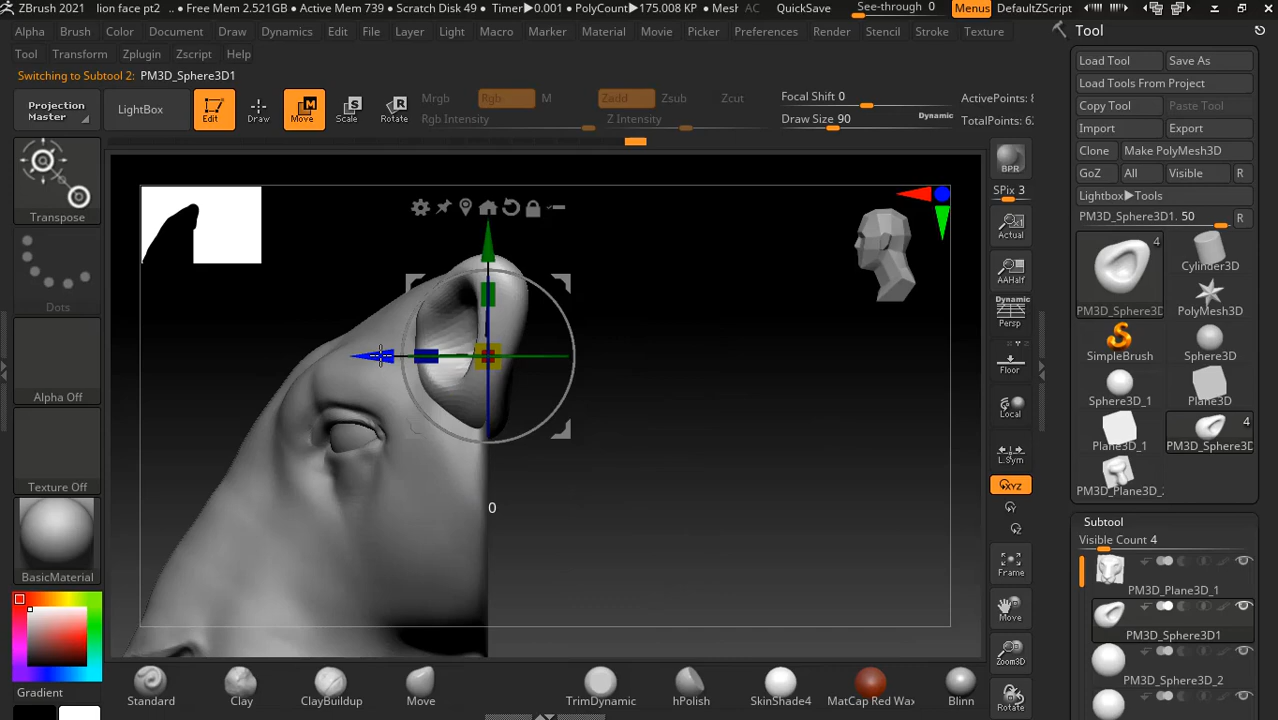 ZBrush 2021 lion face pt2 .. • Free Mem 2.521GB • Active Mem 739 • Scratch Disk 49 • Timer▶0.001 • PolyCount▶175.008 KP • Mesh AC QuickSave See-through 0 Menus DefaultZScript
Alpha Brush Color Document Draw Dynamics Edit File Layer Light Macro Marker Material Movie Picker Preferences Render Stencil Stroke Texture
Tool Transform Zplugin Zscript Help
Switching to Subtool 2: PM3D_Sphere3D1
Projection
Master
LightBox
Edit
Draw
Move
Scale
Rotate
Mrgb Rgb M
Rgb Intensity
Zadd Zsub Zcut
Z Intensity
Focal Shift 0
Draw Size 90
Dynamic
ActivePoints:
TotalPoints:
Transpose
Dots
Alpha Off
Texture Off
BasicMaterial
Gradient
0
Standard
Clay
ClayBuildup
Move
TrimDynamic
hPolish
SkinShade4
MatCap Red Wax
Blinn
BPR
SPix 3
Actual
AAHalf
Dynamic
Persp
Floor
Local
L.Sym
XYZ
Frame
Move
Zoom3D
Rotate
Tool
Load Tool Save As
Load Tools From Project
Copy Tool Paste Tool
Import Export
Clone Make PolyMesh3D
GoZ All Visible R
Lightbox▶Tools
PM3D_Sphere3D1. 50 R
4
PM3D_Sphere3D
Cylinder3D
PolyMesh3D
SimpleBrush
Sphere3D
Sphere3D_1
Plane3D
Plane3D_1
4
PM3D_Sphere3D
PM3D_Plane3D_
Subtool
Visible Count 4
PM3D_Plane3D_1
PM3D_Sphere3D1
PM3D_Sphere3D_2